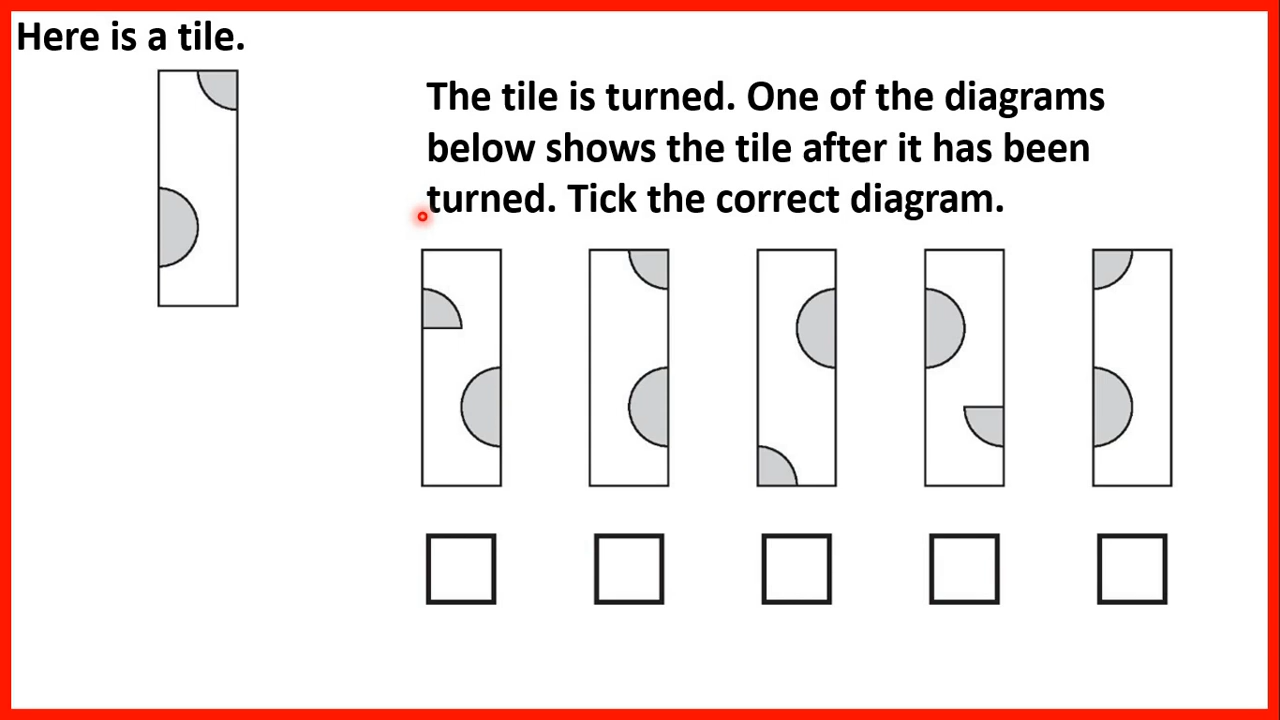 Here is a tile.
The tile is turned. One of the diagrams
below shows the tile after it has been
turned. Tick the correct diagram.